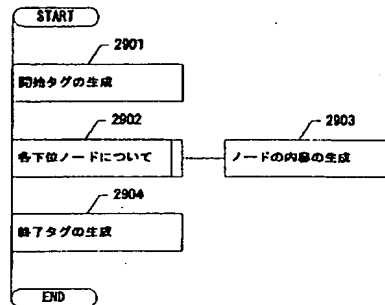 START
2901
開始タグの生成
2902
2903
各下位ノードについて
ノードの内容の生成
2904
終了タグの生成
END